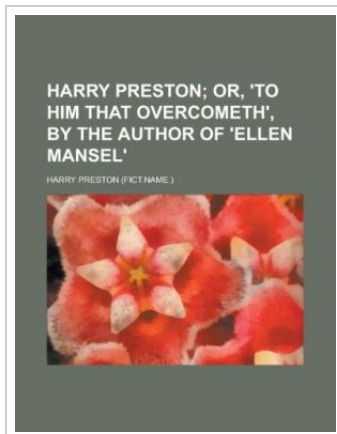 HARRY PRESTON; OR, 'TO
HIM THAT OVERCOMETH',
BY THE AUTHOR OF 'ELLEN
MANSEL'
HARRY PRESTON (FICT.NAME.)